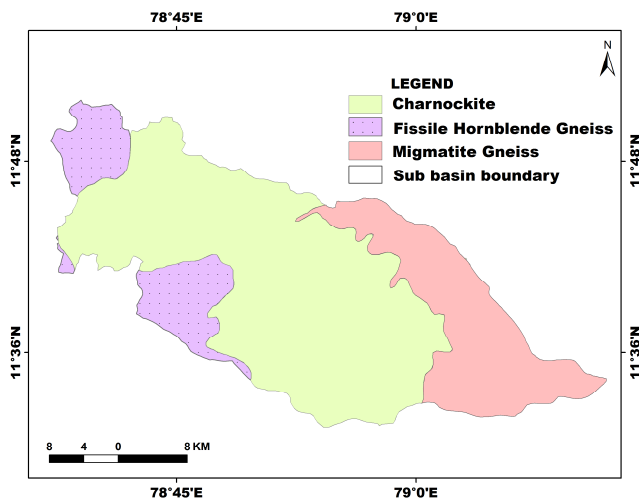 78°45'E 79°0'E
N
LEGEND
Charnockite
Fissile Hornblende Gneiss
Migmatite Gneiss
Sub basin boundary
11°48'N 11°48'N
11°36'N 11°36'N
8 4 0 8 KM
78°45'E 79°0'E